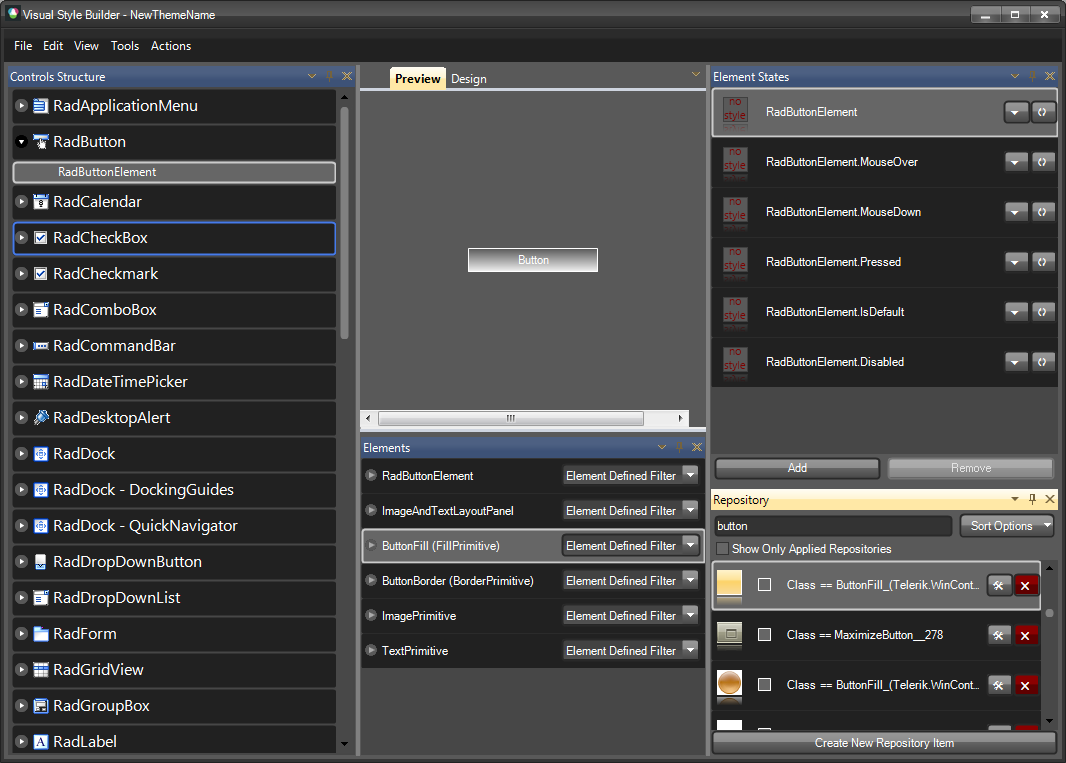 Visual Style Builder - NewThemeName
File Edit View Tools Actions
Controls Structure
RadApplicationMenu
RadButton
RadButtonElement
RadCalendar
RadCheckBox
RadCheckmark
RadComboBox
RadCommandBar
RadDateTimePicker
RadDesktopAlert
RadDock
RadDock - DockingGuides
RadDock - QuickNavigator
RadDropDownButton
RadDropDownList
RadForm
RadGridView
RadGroupBox
RadLabel
Preview Design
Button
Elements
RadButtonElement Element Defined Filter
ImageAndTextLayoutPanel Element Defined Filter
ButtonFill (FillPrimitive) Element Defined Filter
ButtonBorder (BorderPrimitive) Element Defined Filter
ImagePrimitive Element Defined Filter
TextPrimitive Element Defined Filter
Element States
no
style
RadButtonElement
no
style
RadButtonElement.MouseOver
no
style
RadButtonElement.MouseDown
no
style
RadButtonElement.Pressed
no
style
RadButtonElement.IsDefault
no
style
RadButtonElement.Disabled
Add Remove
Repository
button Sort Options
Show Only Applied Repositories
Class == ButtonFill_(Telerik.WinCont...
Class == MaximizeButton__278
Class == ButtonFill_(Telerik.WinCont...
Create New Repository Item